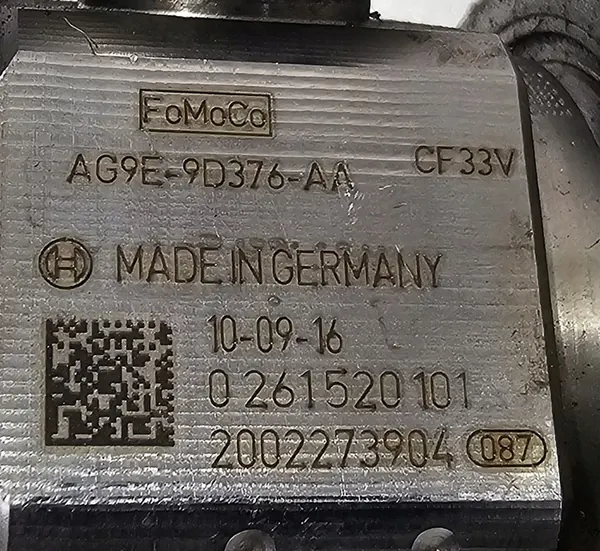 FoMoCo
AG9E-9D376-AA CF33V
H MADE IN GERMANY
10-09-16
0 261 520 101
2002273904 087